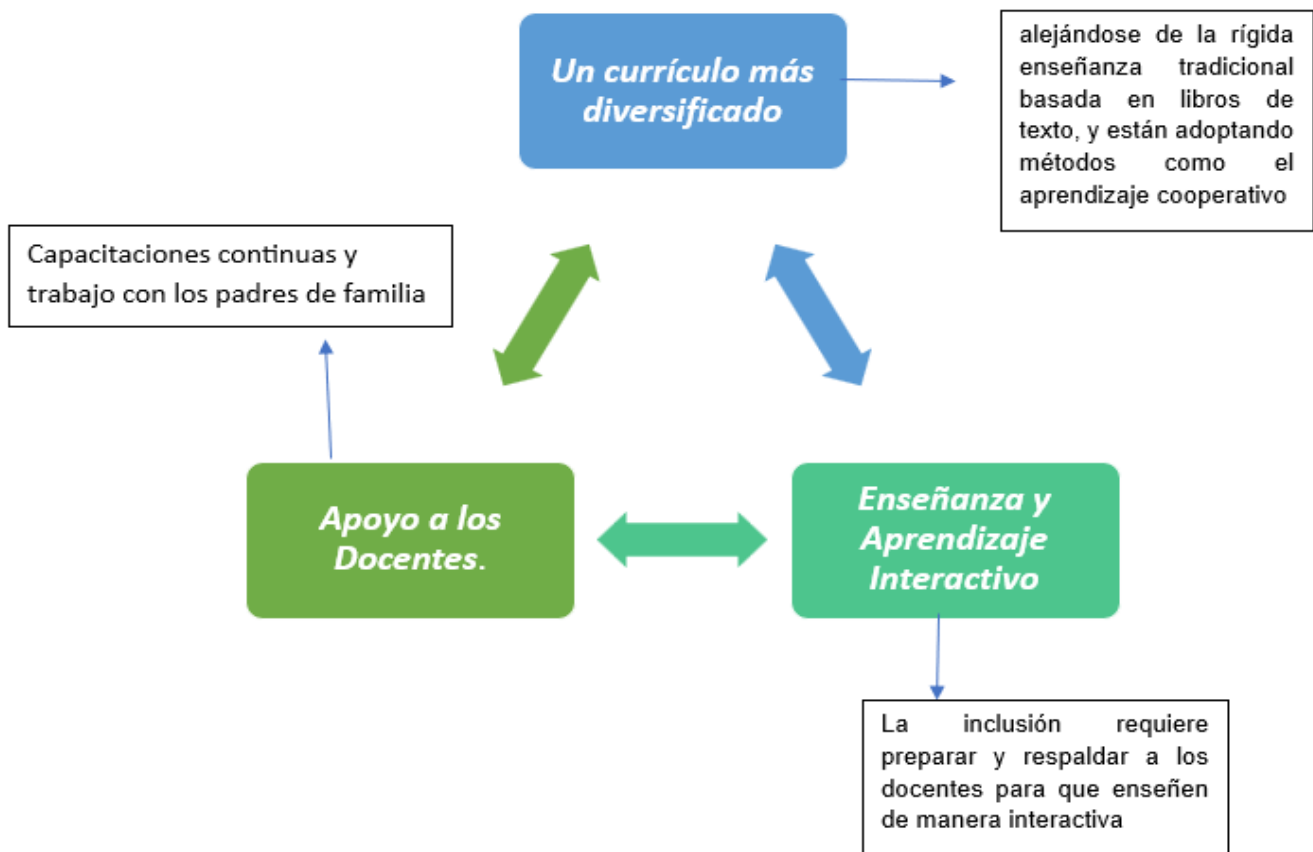 Un currículo más
diversificado
alejándose de la rígida
enseñanza tradicional
basada en libros de
texto, y están adoptando
métodos como el
aprendizaje cooperativo
Capacitaciones continuas y
trabajo con los padres de familia
Apoyo a los
Docentes.
Enseñanza y
Aprendizaje
Interactivo
La inclusión requiere
preparar y respaldar a los
docentes para que enseñen
de manera interactiva